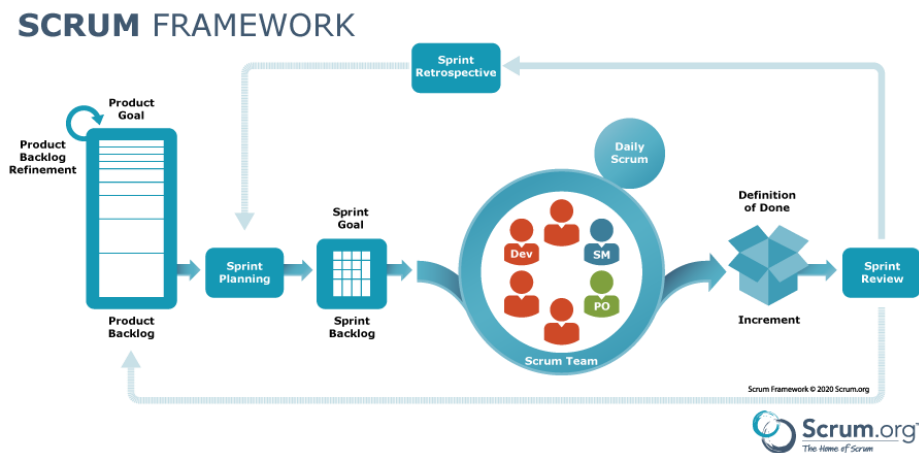 SCRUM FRAMEWORK
Sprint
Retrospective
Product
Goal
Product
Backlog
Refinement
Daily
Scrum
Definition
of Done
Sprint
Goal
Dev
SM
Sprint
Planning
Sprint
Review
PO
Product
Backlog
Sprint
Backlog
Increment
Scrum Team
Scrum Framework © 2020 Scrum.org
Scrum.org™
The Home of Scrum